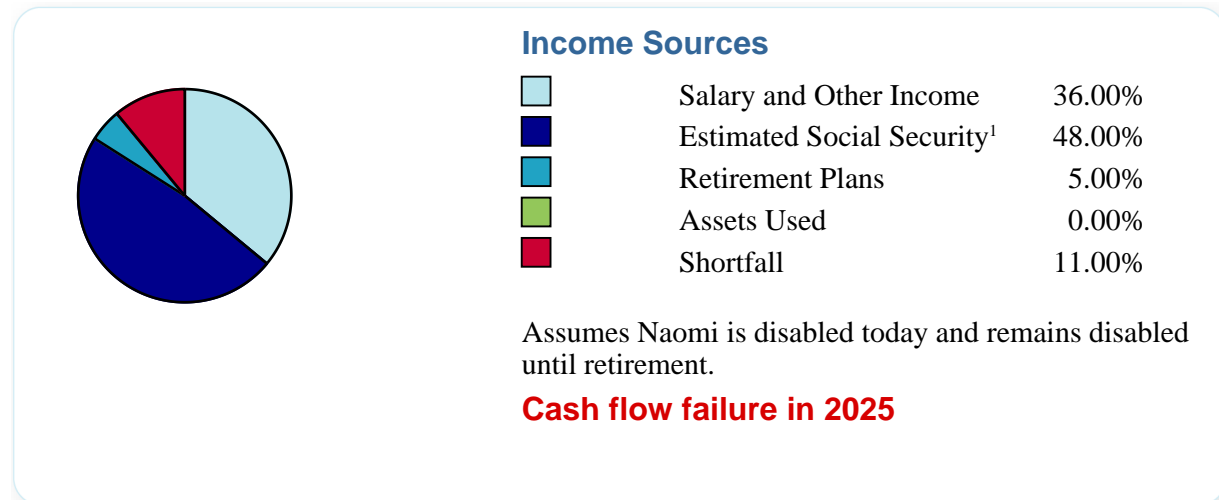 Income Sources
Salary and Other Income 36.00%
Estimated Social Security¹ 48.00%
Retirement Plans 5.00%
Assets Used 0.00%
Shortfall 11.00%
Assumes Naomi is disabled today and remains disabled
until retirement.
Cash flow failure in 2025